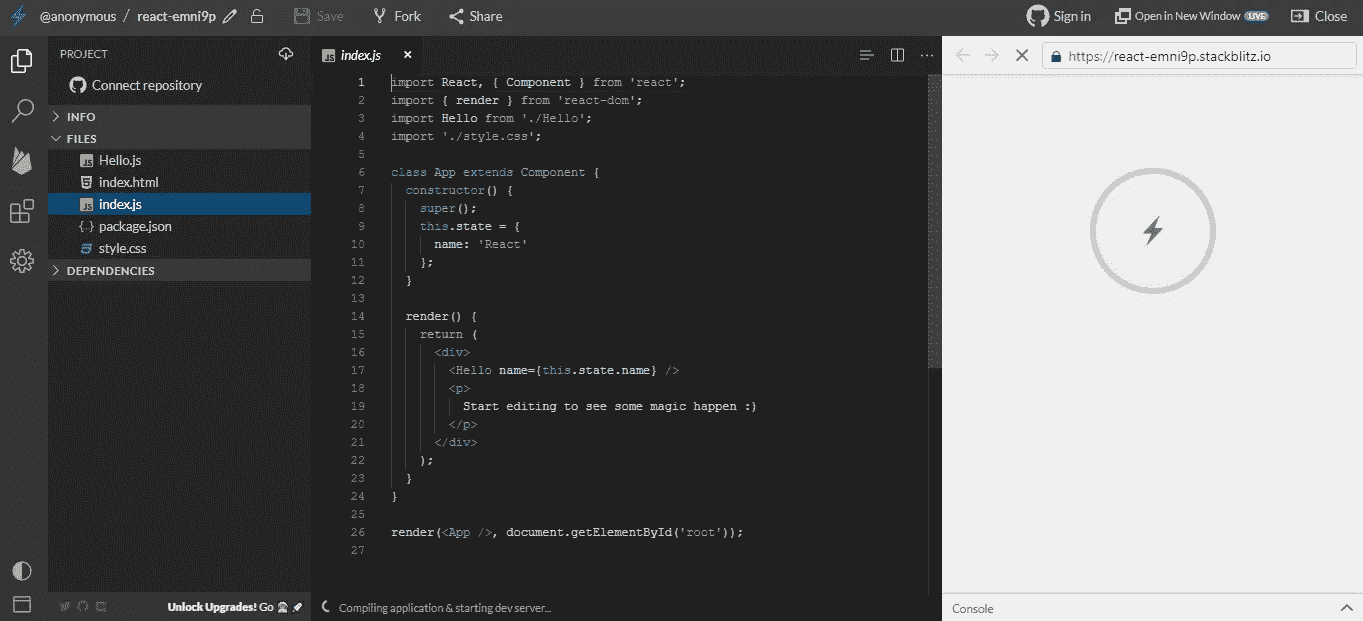 @anonymous / react-emni9p Save Fork Share Sign in Open in New Window LIVE Close
PROJECT
Connect repository
INFO
FILES
Hello.js
index.html
index.js
package.json
style.css
DEPENDENCIES
Unlock Upgrades! Go
index.js
1 import React, { Component } from 'react';
2 import { render } from 'react-dom';
3 import Hello from './Hello';
4 import './style.css';
5
6 class App extends Component {
7 constructor() {
8 super();
9 this.state = {
10 name: 'React'
11 };
12 }
13
14 render() {
15 return (
16 <div>
17 <Hello name={this.state.name} />
18 <p>
19 Start editing to see some magic happen :)
20 </p>
21 </div>
22 );
23 }
24 }
25
26 render(<App />, document.getElementById('root'));
27
Compiling application & starting dev server...
https://react-emni9p.stackblitz.io
Console